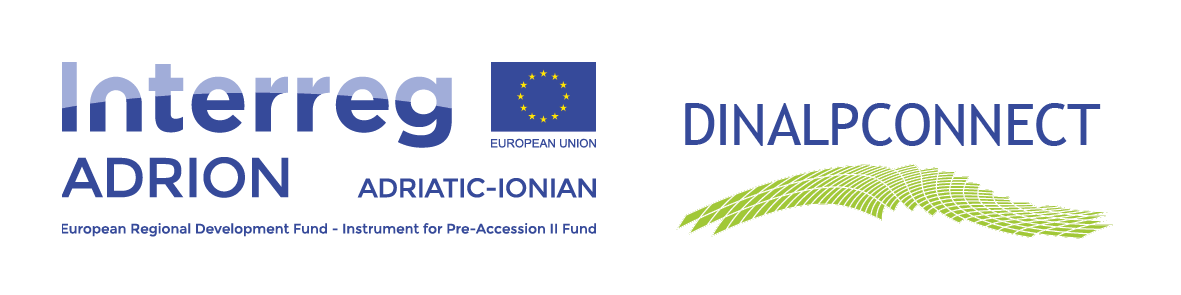 Interreg
EUROPEAN UNION
ADRION
ADRIATIC-IONIAN
European Regional Development Fund - Instrument for Pre-Accession II Fund
DINALPCONNECT